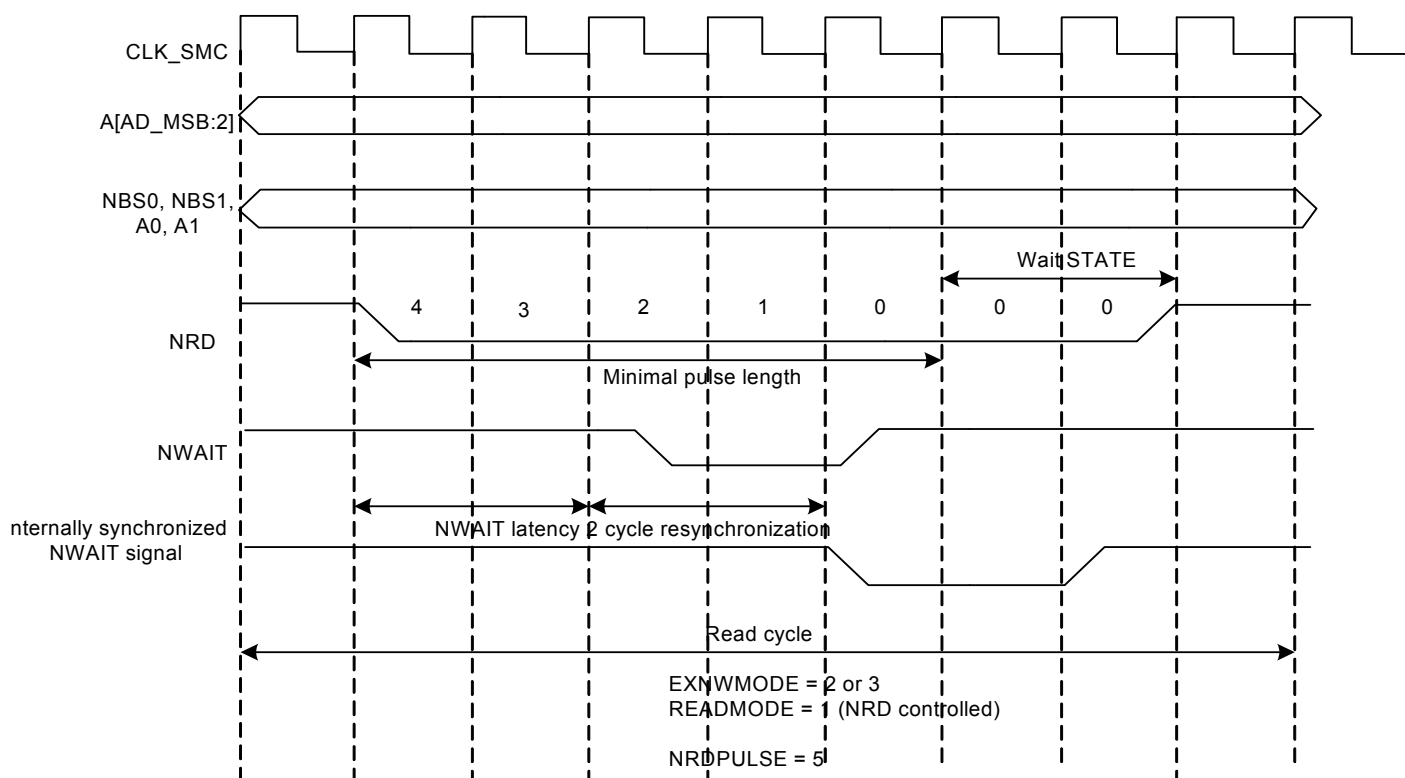 CLK_SMC
A[AD_MSB:2]
NBS0, NBS1,
A0, A1
Wait STATE
4 3 2 1 0 0 0
NRD
Minimal pulse length
NWAIT
NWAIT latency 2 cycle resynchronization
nternally synchronized
NWAIT signal
Read cycle
EXNWMODE = 2 or 3
READMODE = 1 (NRD controlled)
NRDPULSE = 5